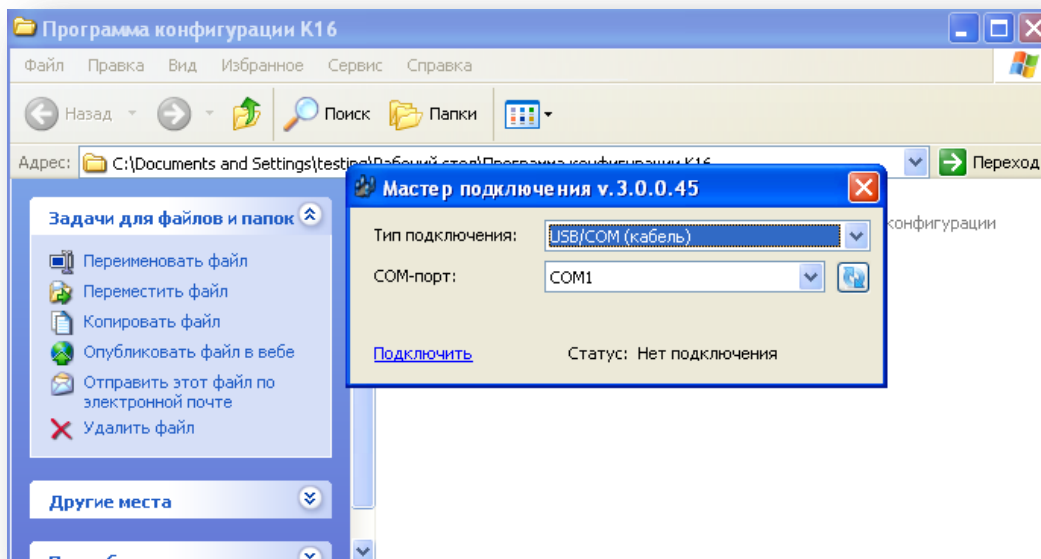 Программа конфигурации K16
Файл Правка Вид Избранное Сервис Справка
Назад Поиск Папки
Адрес: C:\Documents and Settings\testing\Рабочий стол\Программа конфигурации K16 Переход
Мастер подключения v.3.0.0.45
Тип подключения: USB/COM (кабель)
COM-порт: COM1
Подключить Статус: Нет подключения
конфигурации
Задачи для файлов и папок
Переименовать файл
Переместить файл
Копировать файл
Опубликовать файл в вебе
Отправить этот файл по
электронной почте
Удалить файл
Другие места